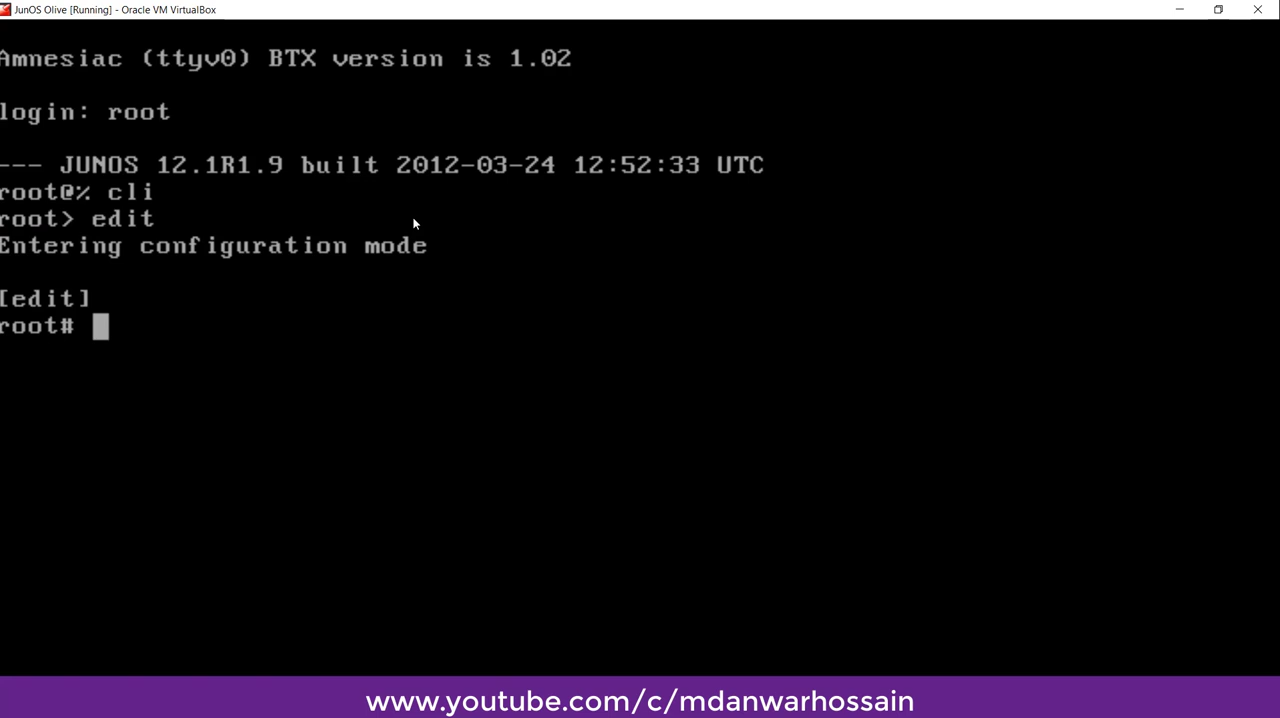 JunOS Olive [Running] - Oracle VM VirtualBox
Amnesiac (ttyv0) BTX version is 1.02
login: root
--- JUNOS 12.1R1.9 built 2012-03-24 12:52:33 UTC
root@% cli
root> edit
Entering configuration mode
[edit]
root#
www.youtube.com/c/mdanwarhossain